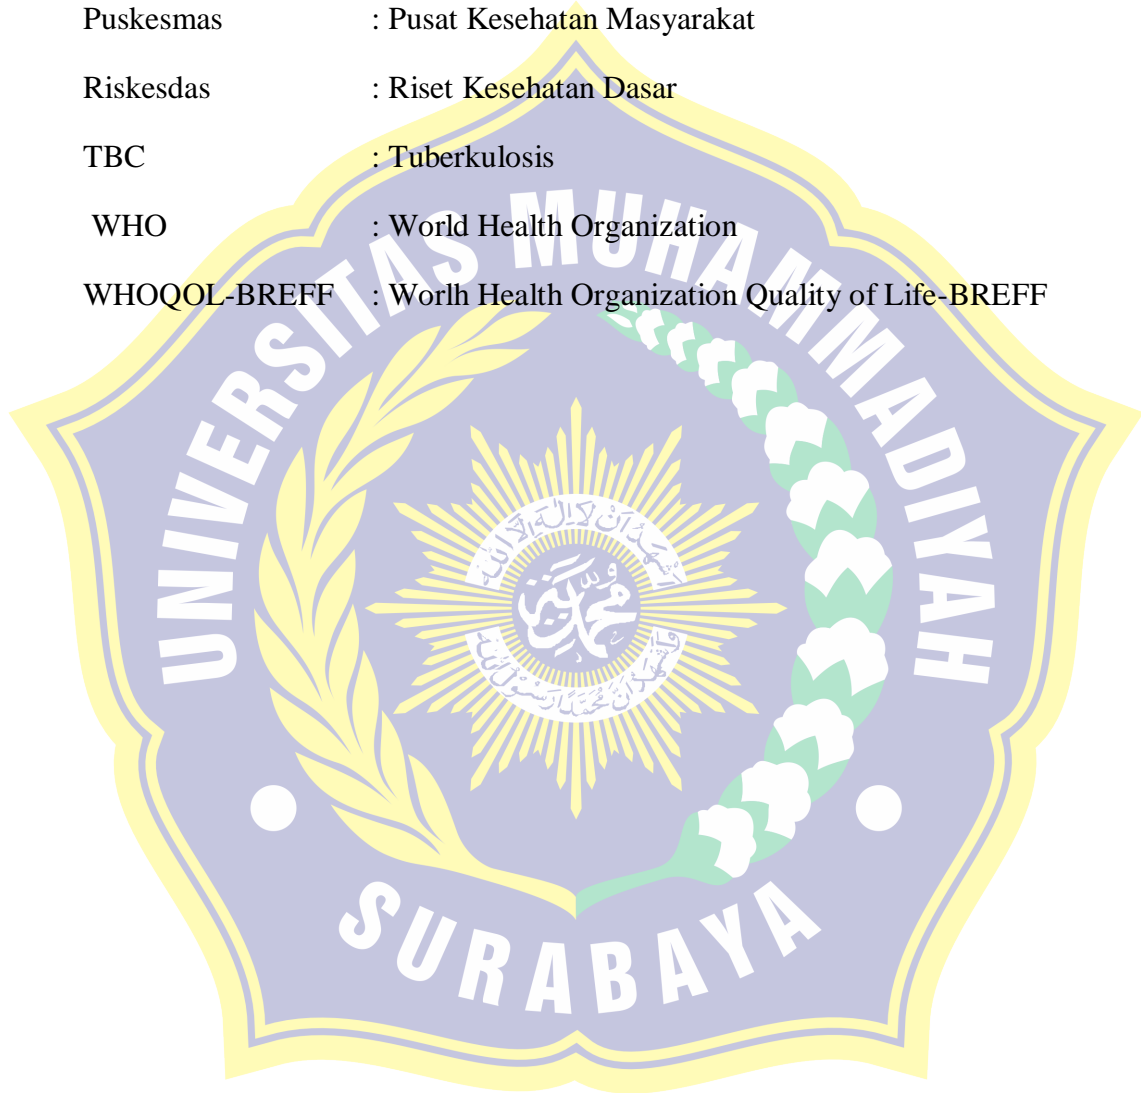 Puskesmas : Pusat Kesehatan Masyarakat
Riskesdas : Riset Kesehatan Dasar
TBC : Tuberkulosis
WHO : World Health Organization
WHOQOL-BREFF : Worlh Health Organization Quality of Life-BREFF
UNIVERSITAS MUHAMMADIYAH
SURABAYA